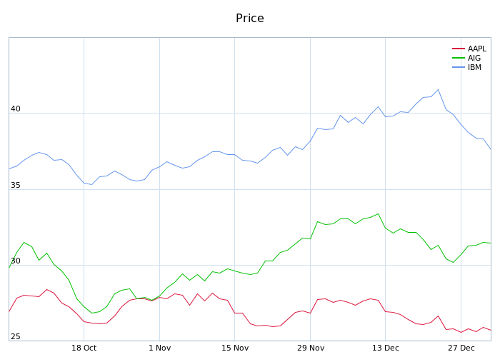 Price
AAPL
AIG
IBM
40
35
30
25
18 Oct 1 Nov 15 Nov 29 Nov 13 Dec 27 Dec